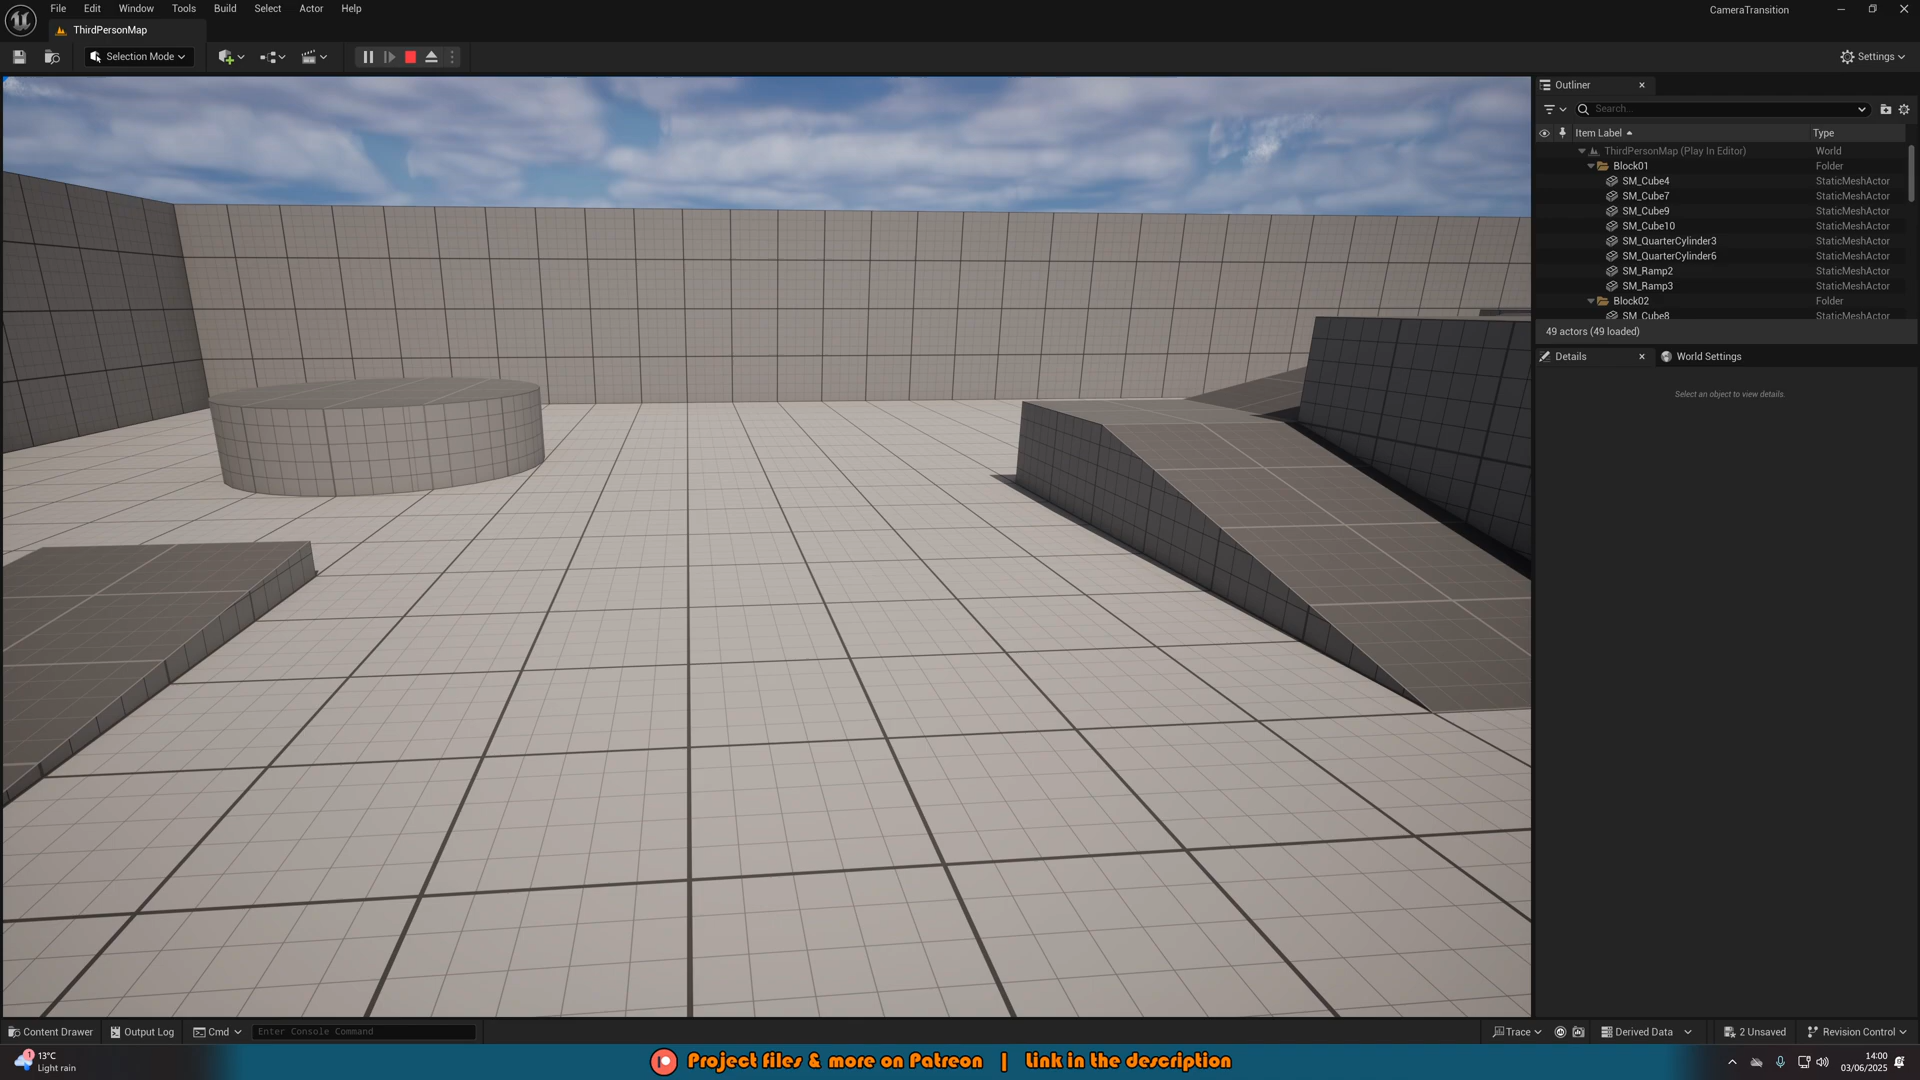 File Edit Window Tools Build Select Actor Help
CameraTransition
ThirdPersonMap
Selection Mode
Settings
Outliner
Search...
Item Label Type
ThirdPersonMap (Play In Editor) World
Block01 Folder
SM_Cube4 StaticMeshActor
SM_Cube7 StaticMeshActor
SM_Cube9 StaticMeshActor
SM_Cube10 StaticMeshActor
SM_QuarterCylinder3 StaticMeshActor
SM_QuarterCylinder6 StaticMeshActor
SM_Ramp2 StaticMeshActor
SM_Ramp3 StaticMeshActor
Block02 Folder
SM_Cube8 StaticMeshActor
49 actors (49 loaded)
Details World Settings
Select an object to view details.
Content Drawer Output Log Cmd Enter Console Command
Trace Derived Data 2 Unsaved Revision Control
1
13°C
Light rain
Project files & more on Patreon | Link in the description
14:00
03/06/2025